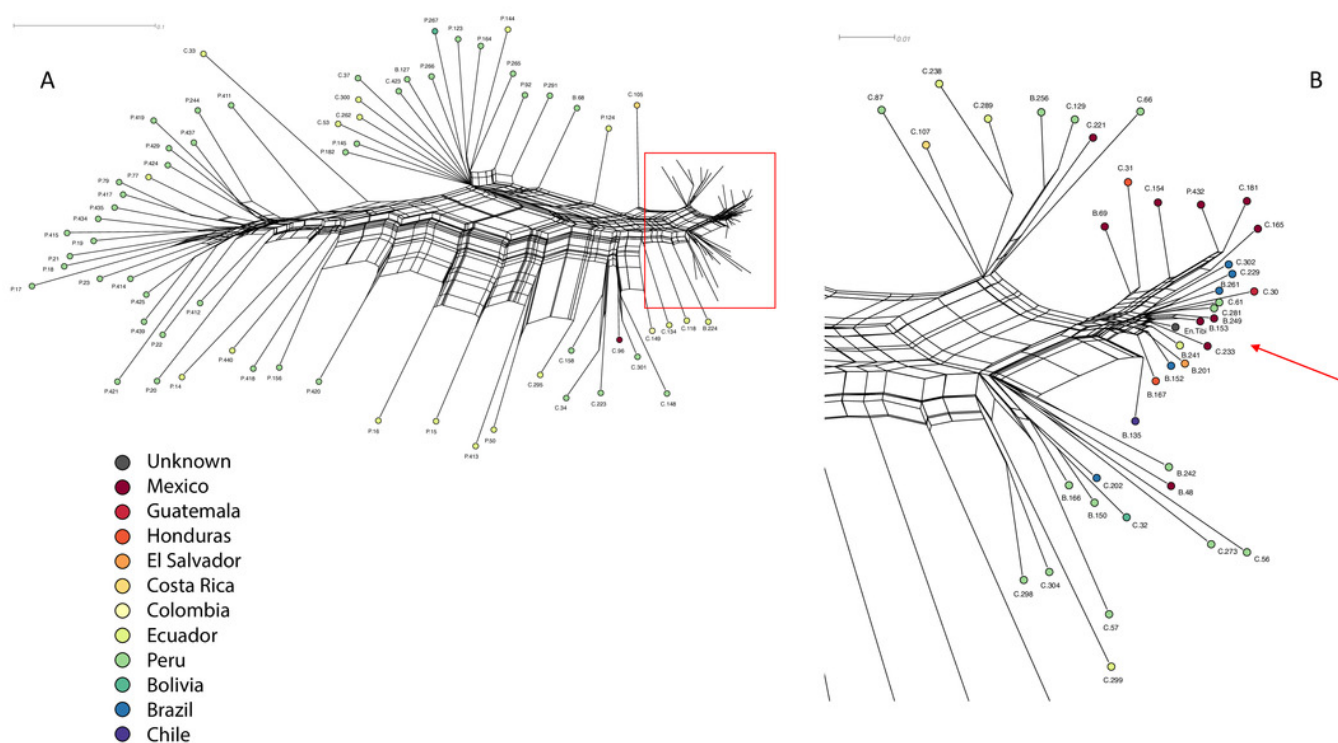 0.1
A
C.33
P.267
P.123
P.164
P.144
P.265
B.127
P.266
C.37
C.423
P.92
P.291
B.68
C.105
C.300
C.262
C.53
P.145
P.182
P.124
P.411
P.244
P.419
P.437
P.429
P.424
P.77
P.79
P.417
P.435
P.434
P.415
P.19
P.21
P.18
P.17
P.23
P.414
P.425
P.412
P.439
P.22
P.421
P.20
P.14
P.440
P.418
P.156
P.420
P.16
P.15
P.413
P.50
C.295
C.158
C.34
C.223
C.96
C.301
C.148
C.149
C.134
C.118
B.224
Unknown
Mexico
Guatemala
Honduras
El Salvador
Costa Rica
Colombia
Ecuador
Peru
Bolivia
Brazil
Chile
0.01
B
C.238
C.87
C.289
B.256
C.129
C.66
C.107
C.221
C.31
C.154
P.432
C.181
B.69
C.165
C.302
C.229
B.261
C.30
C.61
C.281
B.249
En.Tibi
B.153
C.233
B.241
B.201
B.152
B.167
B.135
B.242
C.202
B.48
B.166
B.150
C.32
C.273
C.56
C.304
C.298
C.57
C.299